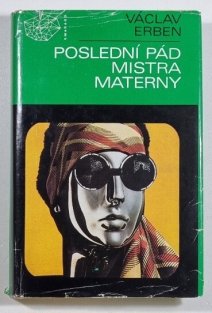 VÁCLAV
ERBEN
POSLEDNÍ PÁD
MISTRA
MATERNY